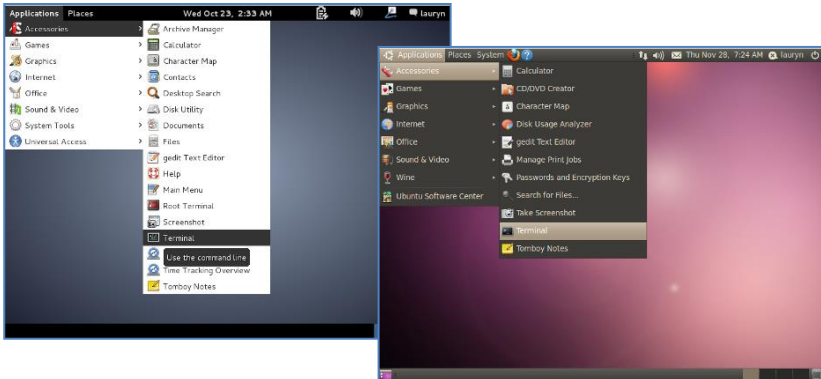 Applications Places Wed Oct 23, 2:33 AM lauryn
Accessories
Games
Graphics
Internet
Office
Sound & Video
System Tools
Universal Access
Archive Manager
Calculator
Character Map
Contacts
Desktop Search
Disk Utility
Documents
Files
gedit Text Editor
Help
Main Menu
Root Terminal
Screenshot
Terminal
Use the command line
Time Tracking Overview
Tomboy Notes
Applications Places System Thu Nov 28, 7:24 AM lauryn
Accessories
Games
Graphics
Internet
Office
Sound & Video
Wine
Ubuntu Software Center
Calculator
CD/DVD Creator
Character Map
Disk Usage Analyzer
gedit Text Editor
Manage Print Jobs
Passwords and Encryption Keys
Search for Files...
Take Screenshot
Terminal
Tomboy Notes